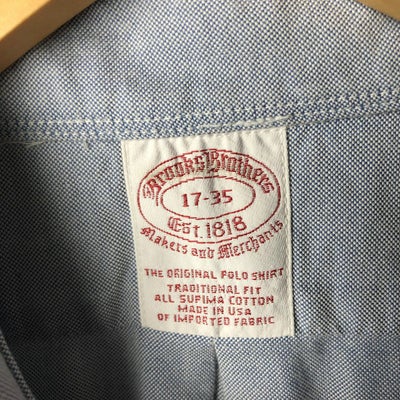 Brooks Brothers
17-35
Est. 1818
Makers and Merchants
THE ORIGINAL POLO SHIRT
TRADITIONAL FIT
ALL SUPIMA COTTON
MADE IN USA
OF IMPORTED FABRIC